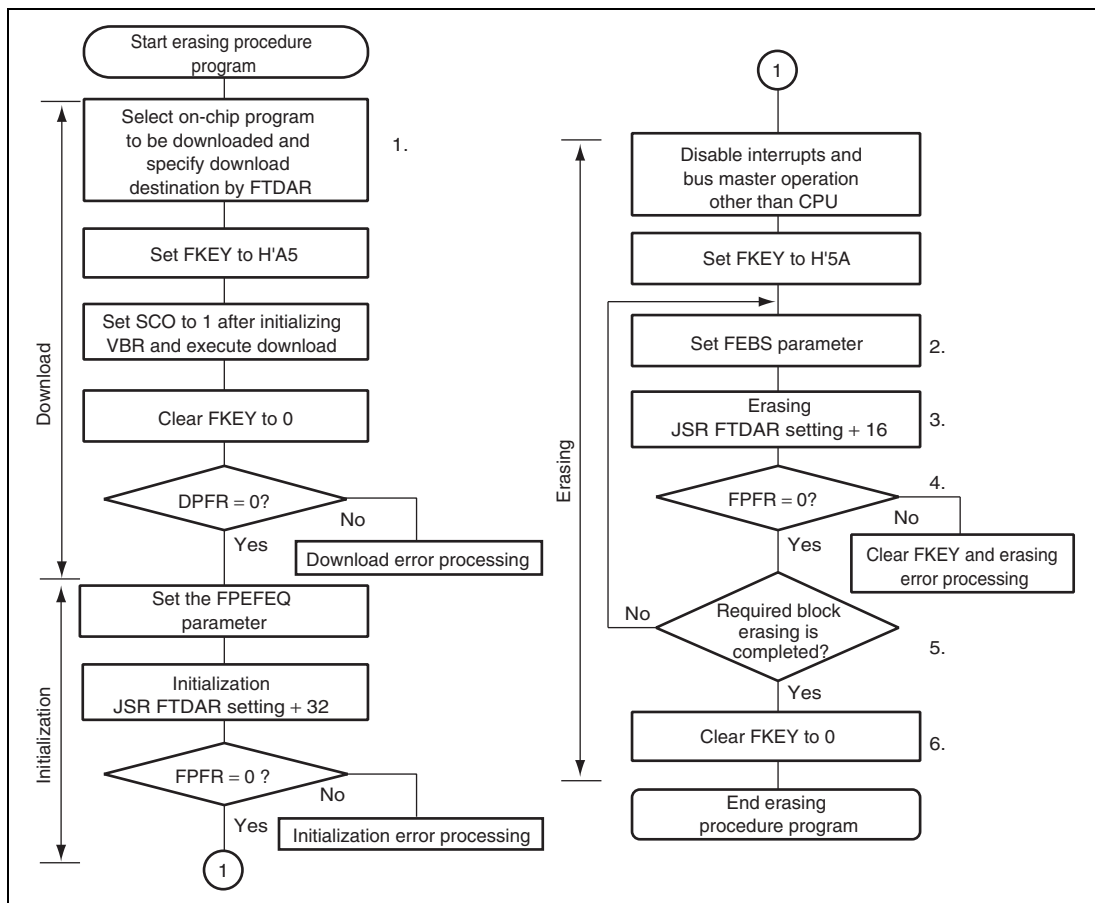 Start erasing procedure
program
Select on-chip program
to be downloaded and
specify download
destination by FTDAR
1.
Set FKEY to H'A5
Set SCO to 1 after initializing
VBR and execute download
Clear FKEY to 0
DPFR = 0?
No
Yes
Download error processing
Download
Set the FPEFEQ
parameter
Initialization
JSR FTDAR setting + 32
FPFR = 0 ?
No
Yes
Initialization error processing
Initialization
1
1
Disable interrupts and
bus master operation
other than CPU
Set FKEY to H'5A
Set FEBS parameter
2.
Erasing
JSR FTDAR setting + 16
3.
4.
FPFR = 0?
No
Yes
Clear FKEY and erasing
error processing
Erasing
No
Required block
erasing is
completed?
5.
Yes
Clear FKEY to 0
6.
End erasing
procedure program